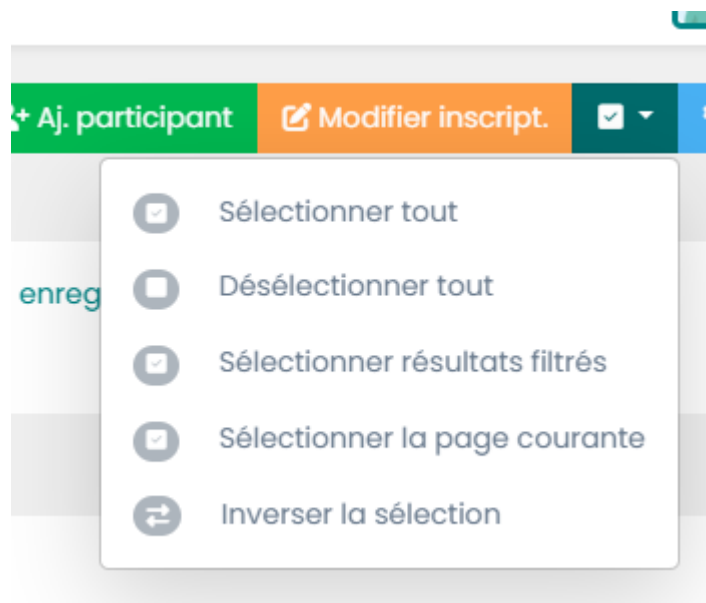 Aj. participant Modifier inscript.
Sélectionner tout
enreg
Désélectionner tout
Sélectionner résultats filtrés
Sélectionner la page courante
Inverser la sélection